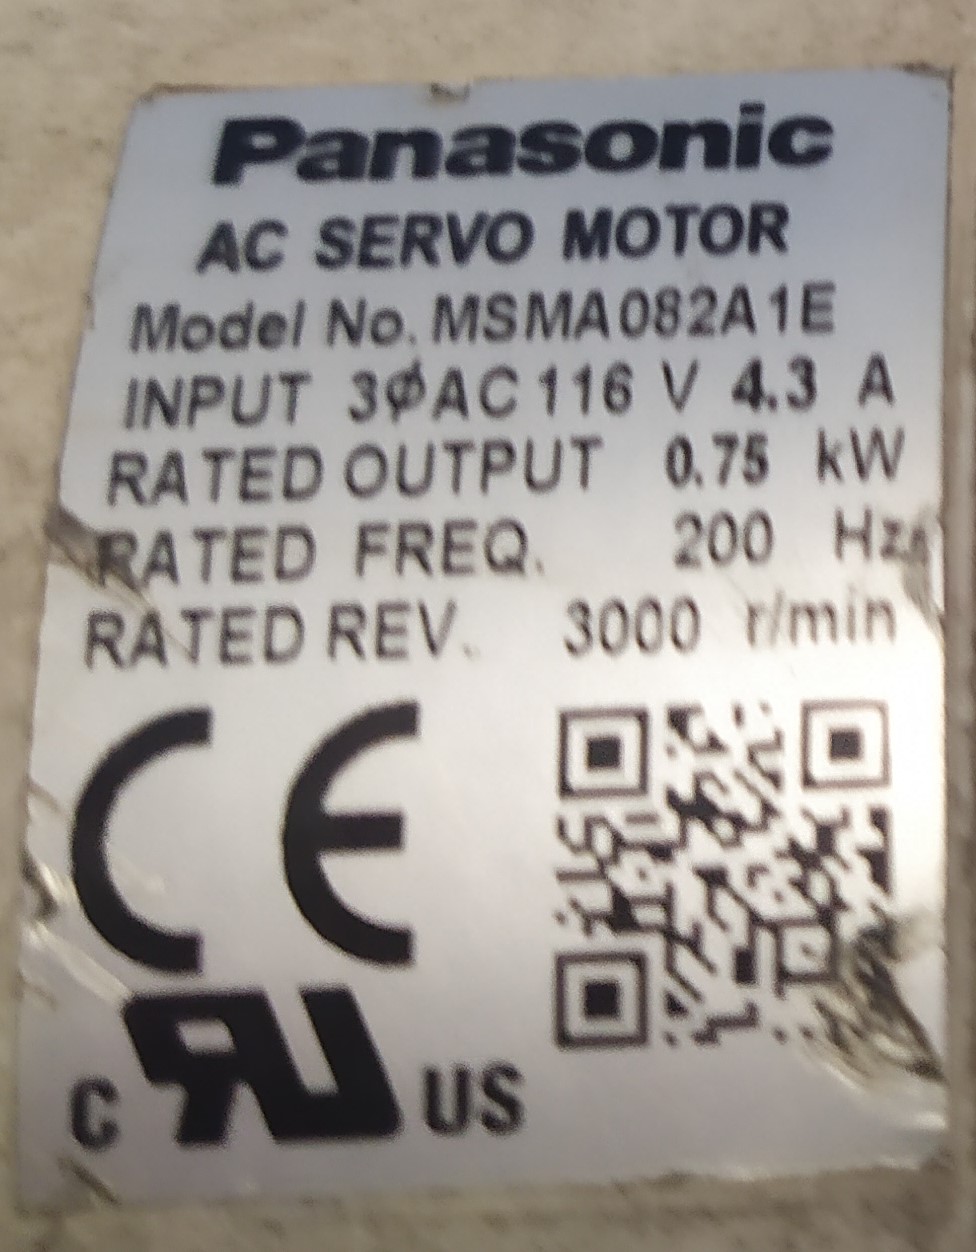 Panasonic
AC SERVO MOTOR
Model No. MSMA082A1E
INPUT 3ϕAC 116 V 4.3 A
RATED OUTPUT 0.75 kW
RATED FREQ. 200 Hz
RATED REV. 3000 r/min
CE
C RU US